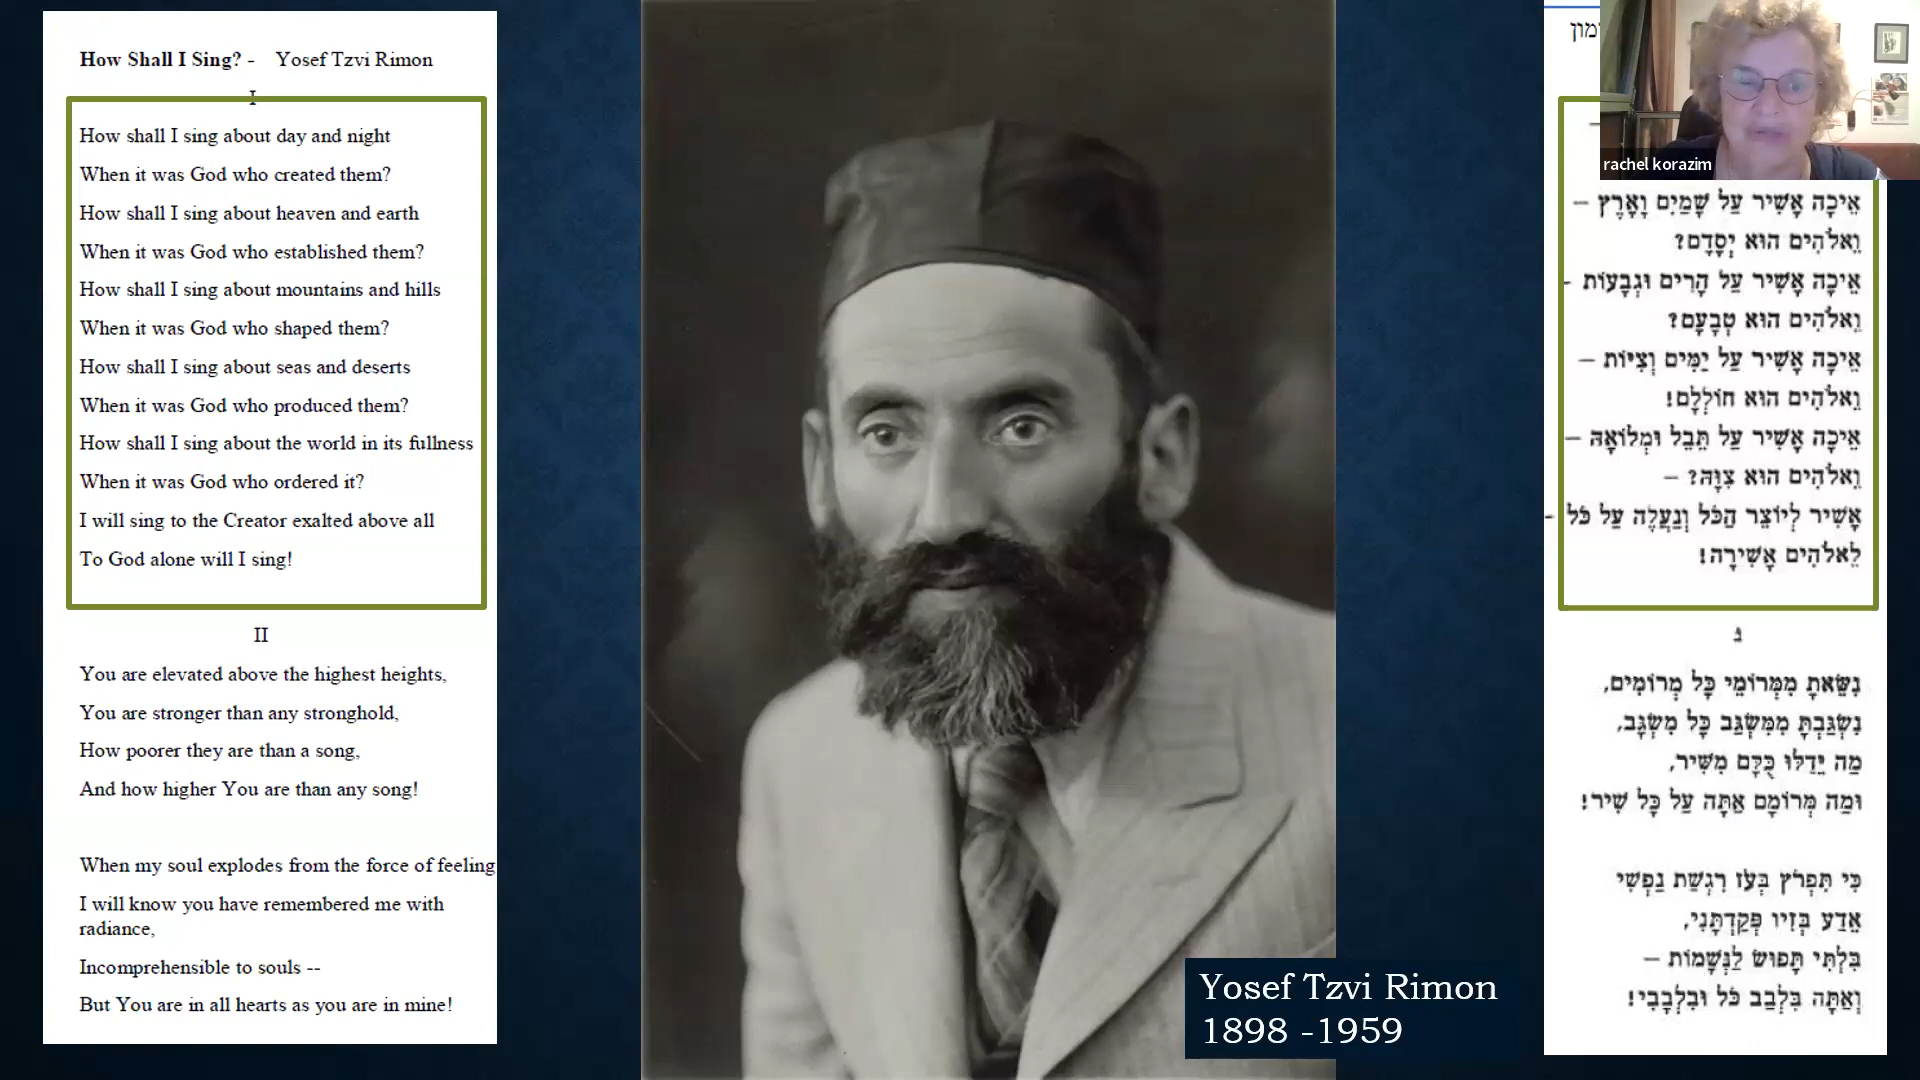 How Shall I Sing? - Yosef Tzvi Rimon
I
How shall I sing about day and night
When it was God who created them?
How shall I sing about heaven and earth
When it was God who established them?
How shall I sing about mountains and hills
When it was God who shaped them?
How shall I sing about seas and deserts
When it was God who produced them?
How shall I sing about the world in its fullness
When it was God who ordered it?
I will sing to the Creator exalted above all
To God alone will I sing!
II
You are elevated above the highest heights,
You are stronger than any stronghold,
How poorer they are than a song,
And how higher You are than any song!
When my soul explodes from the force of feeling
I will know you have remembered me with
radiance,
Incomprehensible to souls --
But You are in all hearts as you are in mine!
Yosef Tzvi Rimon
1898 -1959
rachel korazim
אֵיכָה אָשִׁיר עַל שָׁמַיִם וָאָרֶץ –
וֵאלֹהִים הוּא יְסָדָם?
אֵיכָה אָשִׁיר עַל הָרִים וּגְבָעוֹת -
וֵאלֹהִים הוּא טְבָעָם?
אֵיכָה אָשִׁיר עַל יַמִּים וְצִיּוֹת –
וֵאלֹהִים הוּא חוֹלְלָם!
אֵיכָה אָשִׁיר עַל תֵּבֵל וּמְלוֹאָהּ –
וֵאלֹהִים הוּא צִוָּהּ? –
אָשִׁיר לְיוֹצֵר הַכֹּל וְנַעֲלֶה עַל כֹּל -
לֵאלֹהִים אָשִׁירָה!
נִשֵּׂאתָ מִמְּרוֹמֵי כָּל מְרוֹמִים,
נִשְׂגַּבְתָּ מִמִּשְׂגַּב כָּל מִשְׂגָּב,
מַה יִּדַלּוּ כֻּלָּם מִשִּׁיר,
וּמַה מְּרוֹמָם אַתָּה עַל כָּל שִׁיר!
כִּי תִּפְרֹץ בְּעֹז רִגְשַׁת נַפְשִׁי
אֵדַע בְּזִיו פְּקַדְתָּנִי,
בִּלְתִּי תָּפוּשׂ לַנְּשָׁמוֹת –
וְאַתָּה בִּלְבַב כֹּל וּבִלְבָבִי!